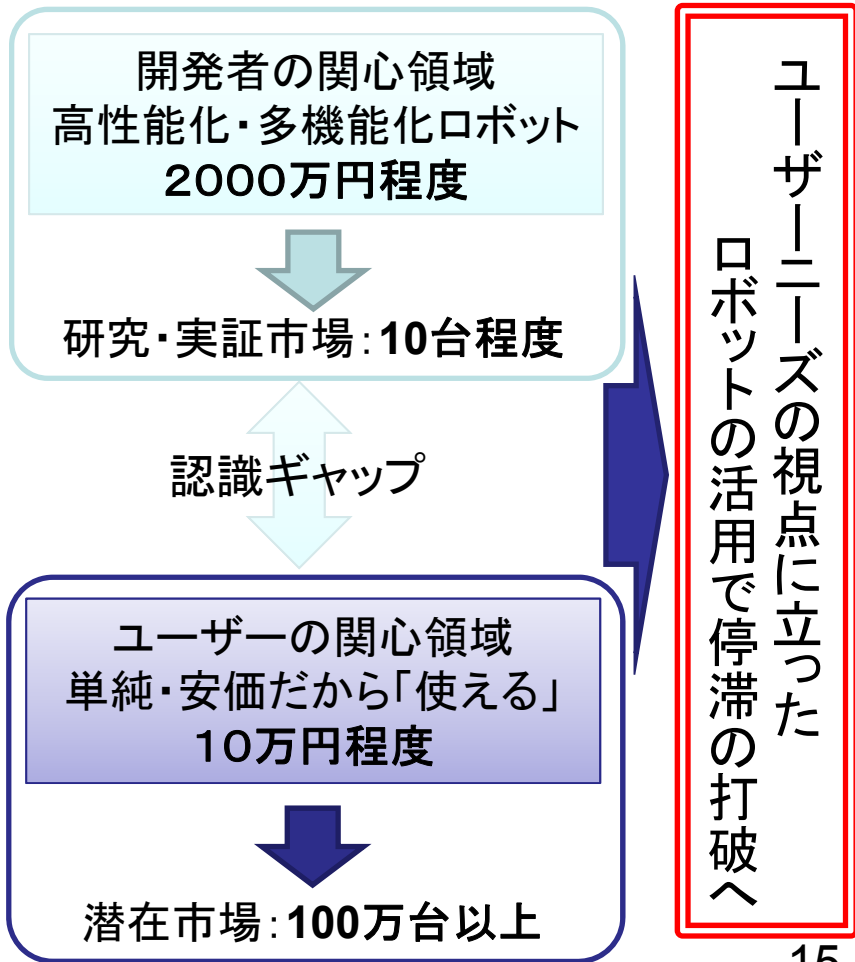 開発者の関心領域
高性能化・多機能化ロボット
２０００万円程度
研究・実証市場：10台程度
認識ギャップ
ユーザーの関心領域
単純・安価だから「使える」
１０万円程度
潜在市場：100万台以上
ユーザーニーズの視点に立った
ロボットの活用で停滞の打破へ
15